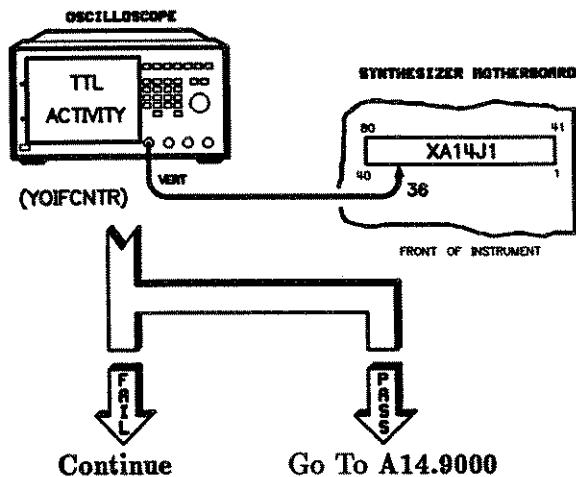 OSCILLOSCOPE
TTL
ACTIVITY
VERT
(YOIFCNTR)
SYNTHESIZER MOTHERBOARD
80 41
XA14J1
40 1
36
FRONT OF INSTRUMENT
FAIL
PASS
Continue Go To A14.9000